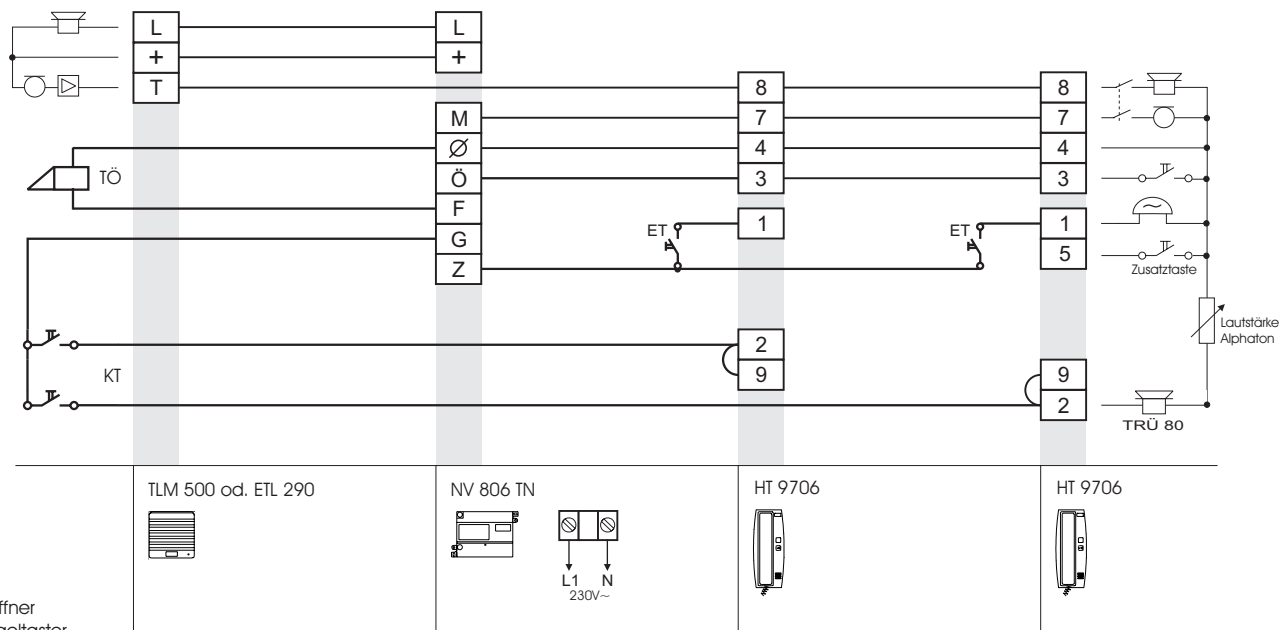 L
+
T
TÖ
KT
L
+
M
Ø
Ö
F
G
Z
ET
8
7
4
3
1
2
9
ET
8
7
4
3
1
5
9
2
Zusatztaste
Lautstärke
Alphaton
TRÜ 80
TLM 500 od. ETL 290
NV 806 TN
L1 N
230V~
HT 9706
HT 9706